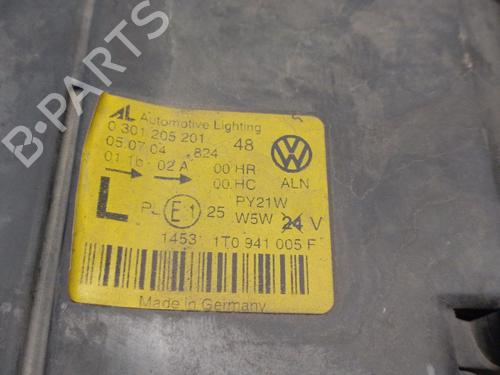 B-PARTS
AL Automotive Lighting
0 301 205 201 48
05.07.04 824
01 16 - 02 A 00 HR
00 HC ALN
L PL E1 25 PY21W
W5W 24 V
1453 1T0 941 005 F
Made in Germany